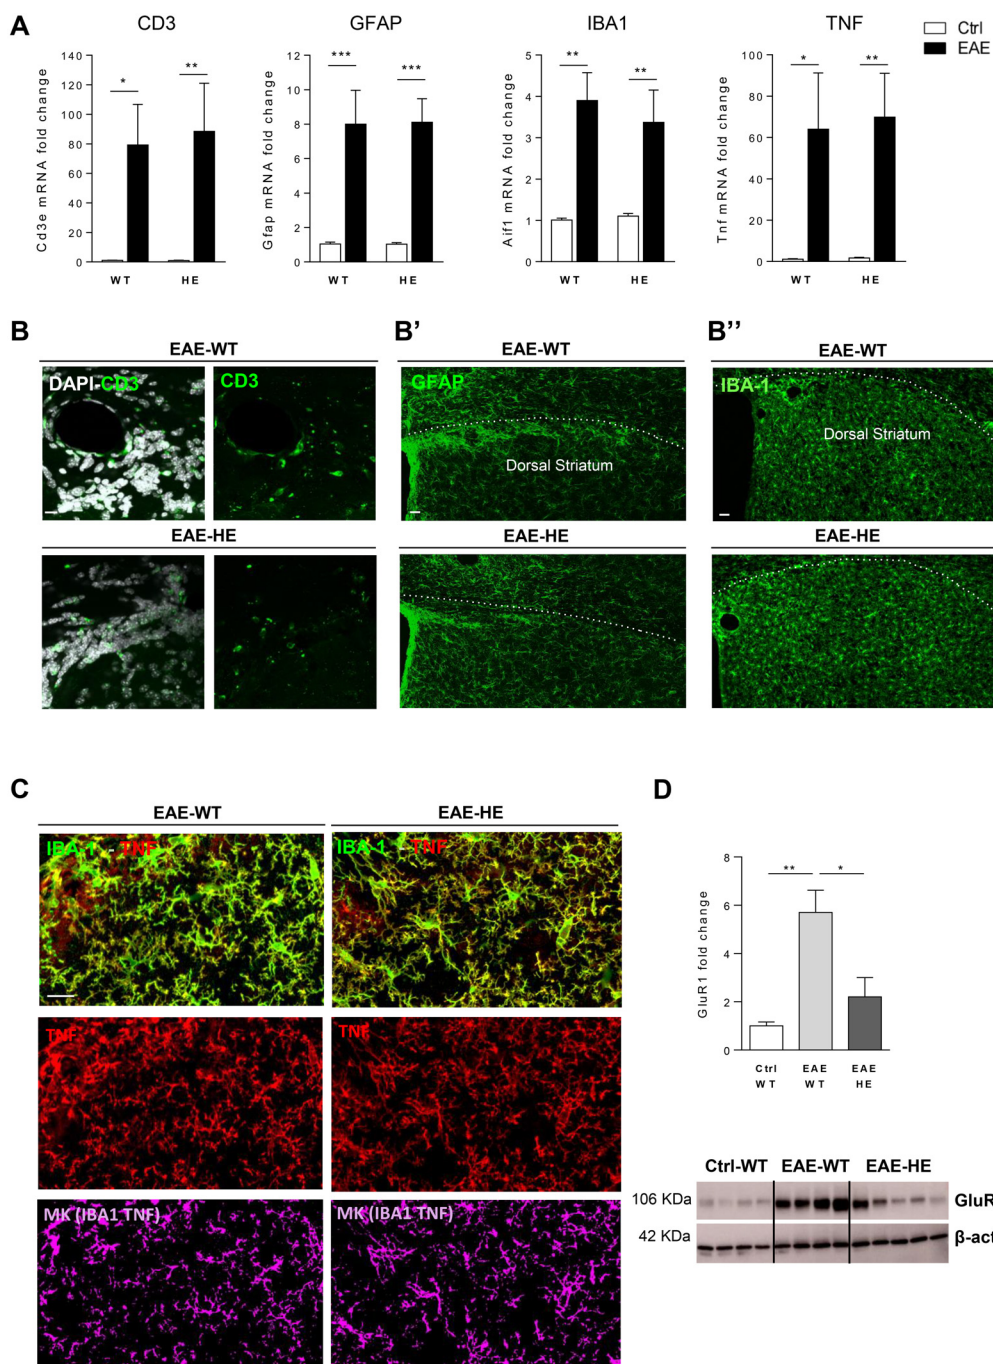 A
CD3
GFAP
IBA1
TNF
Ctrl
EAE
Cd3e mRNA fold change
140
120
100
80
60
40
20
0
*
**
WT HE
Gfap mRNA fold change
12
10
8
6
4
2
0
***
***
WT HE
Aif1 mRNA fold change
5
4
3
2
1
0
**
**
WT HE
Tnf mRNA fold change
100
80
60
40
20
0
*
**
WT HE
B
EAE-WT
DAPI-CD3
CD3
EAE-HE
B'
EAE-WT
GFAP
Dorsal Striatum
EAE-HE
B''
EAE-WT
IBA-1
Dorsal Striatum
EAE-HE
C
EAE-WT
EAE-HE
IBA-1 - TNF
IBA-1 TNF
TNF
TNF
MK (IBA1 TNF)
MK (IBA1 TNF)
D
GluR1 fold change
8
6
4
2
0
**
*
Ctrl EAE EAE
WT WT HE
Ctrl-WT EAE-WT EAE-HE
106 KDa
GluR
42 KDa
β-act